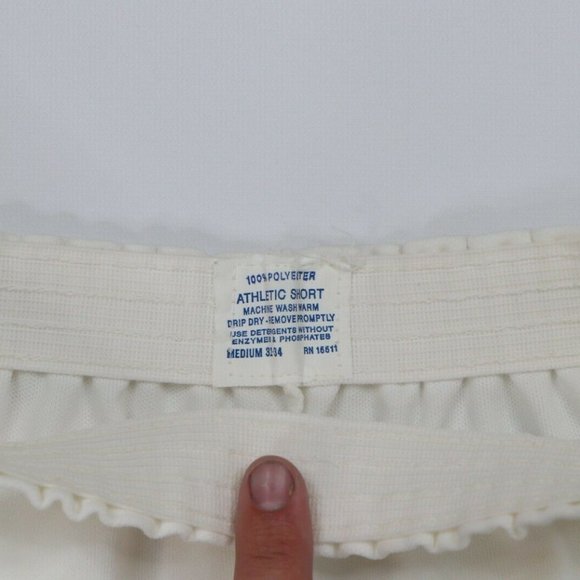 100% POLYESTER
ATHLETIC SHORT
MACHINE WASH WARM
DRIP DRY - REMOVE PROMPTLY
USE DETERGENTS WITHOUT
ENZYMES & PHOSPHATES
MEDIUM 32-34 RN 15511